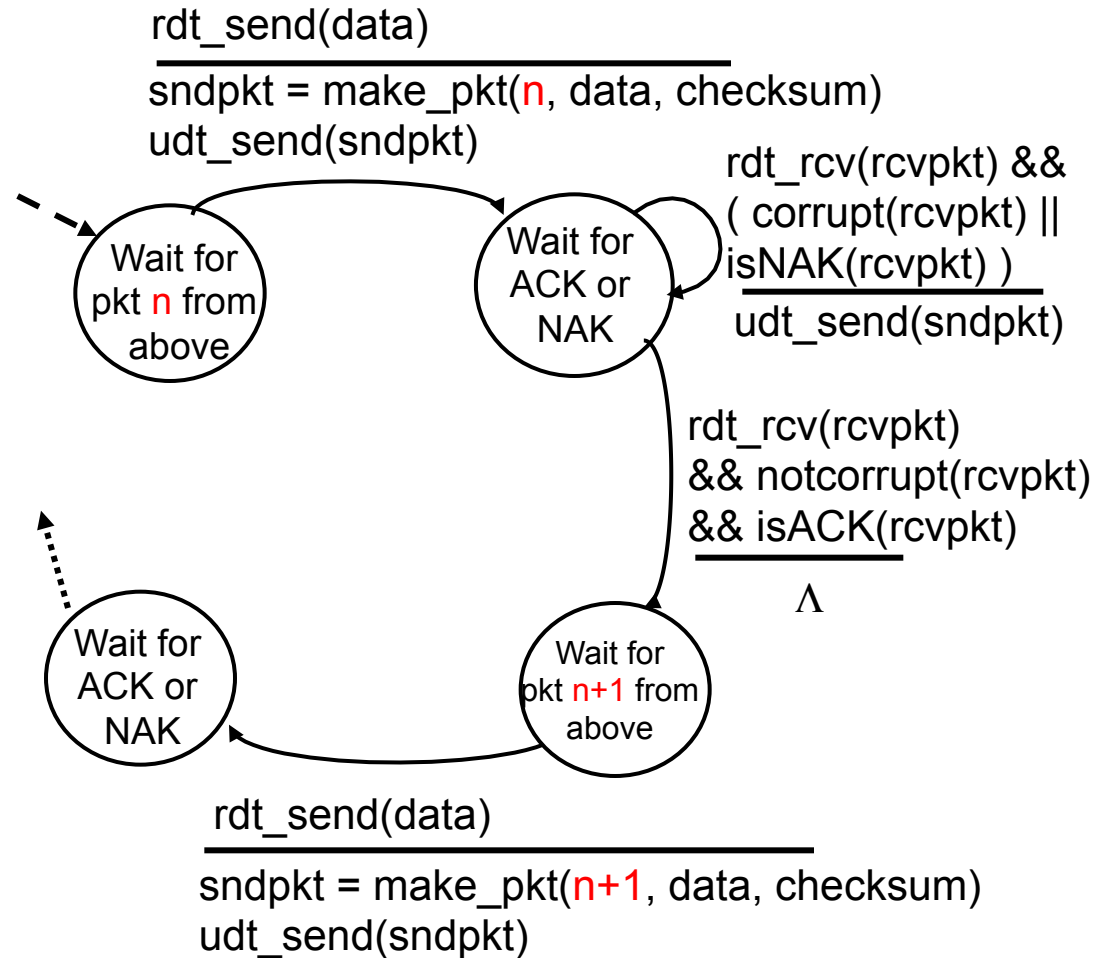 rdt_send(data)
sndpkt = make_pkt(n, data, checksum)
udt_send(sndpkt)
Wait for
pkt n from
above
Wait for
ACK or
NAK
rdt_rcv(rcvpkt) &&
( corrupt(rcvpkt) ||
isNAK(rcvpkt) )
udt_send(sndpkt)
rdt_rcv(rcvpkt)
&& notcorrupt(rcvpkt)
&& isACK(rcvpkt)
Λ
Wait for
ACK or
NAK
Wait for
pkt n+1 from
above
rdt_send(data)
sndpkt = make_pkt(n+1, data, checksum)
udt_send(sndpkt)